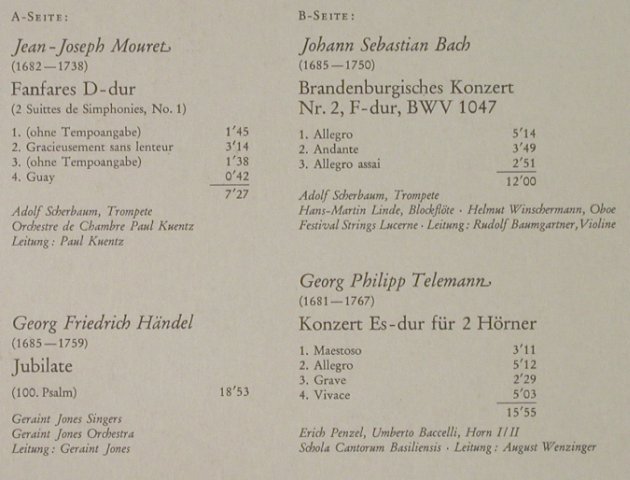 A-SEITE:
Jean-Joseph Mouret
(1682—1738)
Fanfares D-dur
(2 Suittes de Simphonies, No. 1)
1. (ohne Tempoangabe) 1'45
2. Gracieusement sans lenteur 3'14
3. (ohne Tempoangabe) 1'38
4. Guay 0'42
7'27
Adolf Scherbaum, Trompete
Orchestre de Chambre Paul Kuentz
Leitung: Paul Kuentz
Georg Friedrich Händel
(1685—1759)
Jubilate
(100. Psalm) 18'53
Geraint Jones Singers
Geraint Jones Orchestra
Leitung: Geraint Jones
B-SEITE:
Johann Sebastian Bach
(1685—1750)
Brandenburgisches Konzert
Nr. 2, F-dur, BWV 1047
1. Allegro 5'14
2. Andante 3'49
3. Allegro assai 2'51
12'00
Adolf Scherbaum, Trompete
Hans-Martin Linde, Blockflöte · Helmut Winschermann, Oboe
Festival Strings Lucerne · Leitung: Rudolf Baumgartner, Violine
Georg Philipp Telemann
(1681—1767)
Konzert Es-dur für 2 Hörner
1. Maestoso 3'11
2. Allegro 5'12
3. Grave 2'29
4. Vivace 5'03
15'55
Erich Penzel, Umberto Baccelli, Horn I/II
Schola Cantorum Basiliensis · Leitung: August Wenzinger